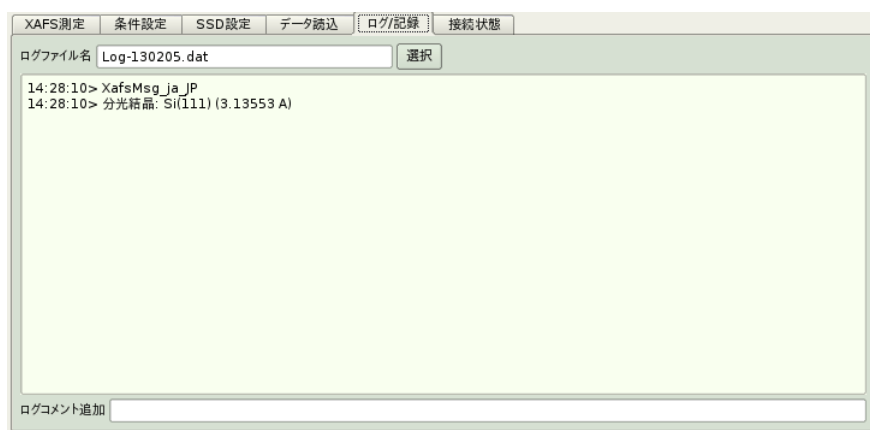 XAFS測定 条件設定 SSD設定 データ読込 ログ/記録 接続状態
ログファイル名 Log-130205.dat 選択
14:28:10> XafsMsg_ja_JP
14:28:10> 分光結晶: Si(111) (3.13553 A)
ログコメント追加